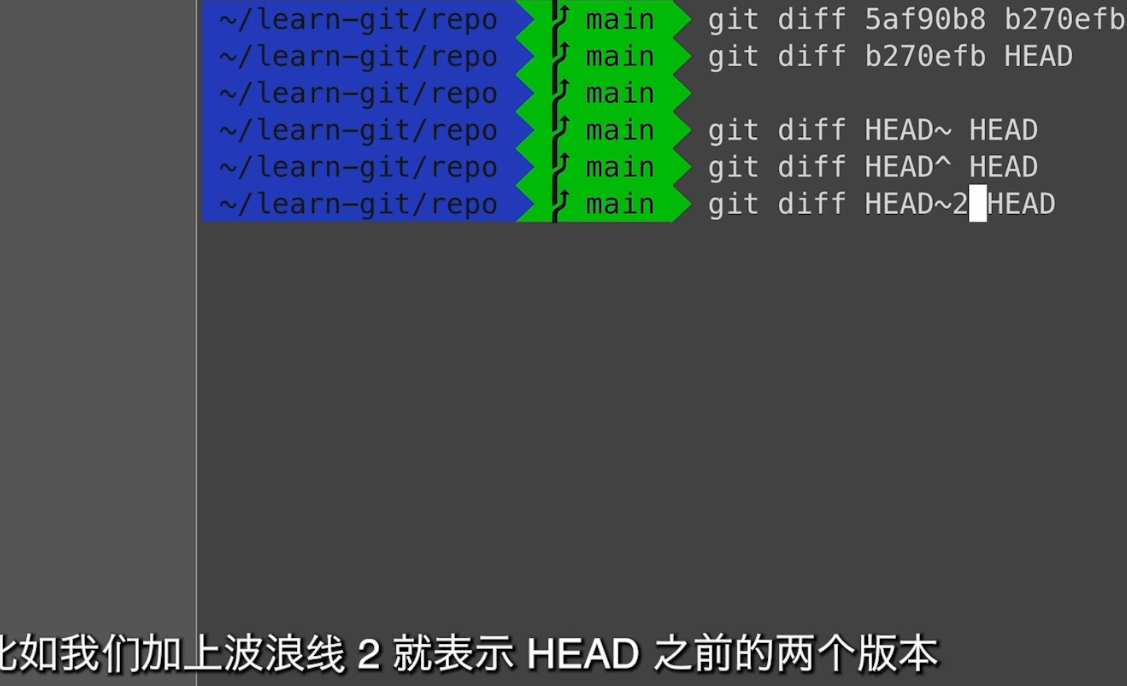 ~/learn-git/repo main git diff 5af90b8 b270efb
~/learn-git/repo main git diff b270efb HEAD
~/learn-git/repo main
~/learn-git/repo main git diff HEAD~ HEAD
~/learn-git/repo main git diff HEAD^ HEAD
~/learn-git/repo main git diff HEAD~2 HEAD
比如我们加上波浪线 2 就表示 HEAD 之前的两个版本